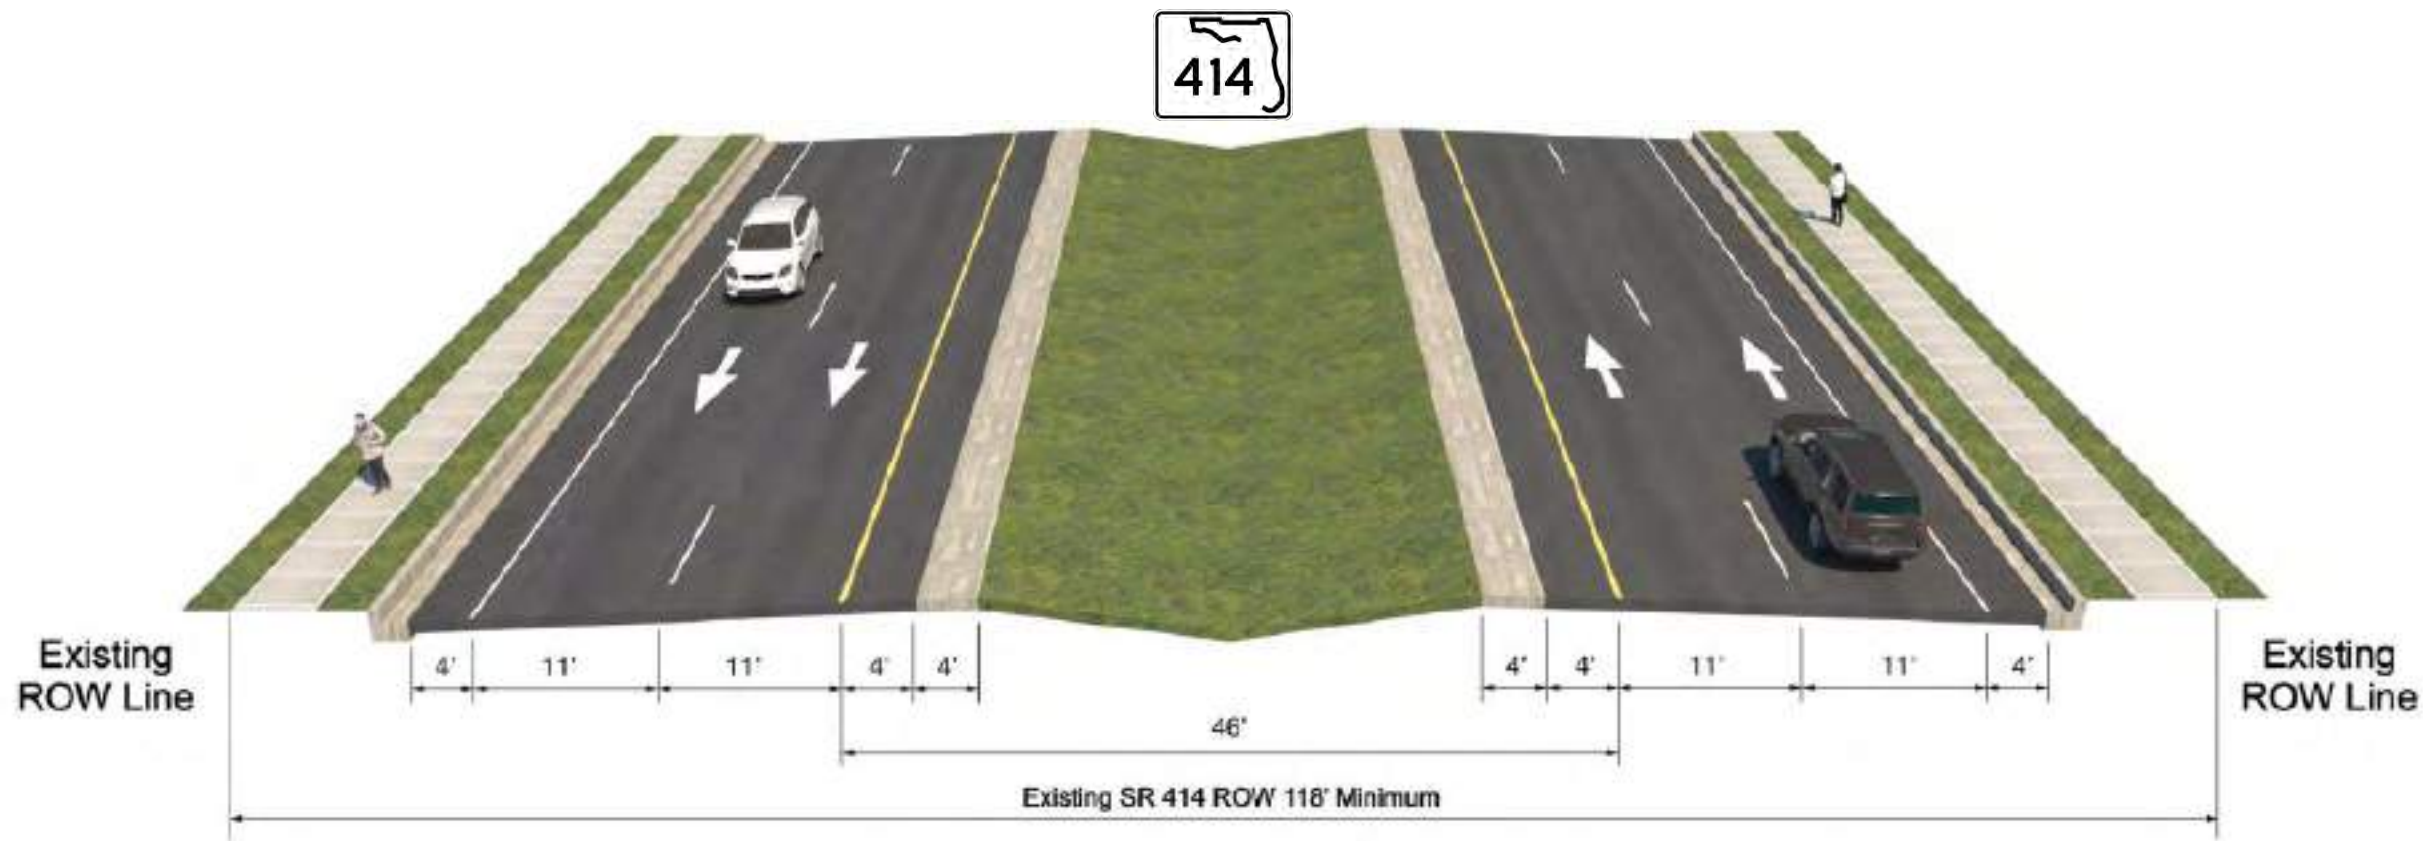 414
Existing
ROW Line
4' 11' 11' 4' 4' 4' 4' 11' 11' 4'
Existing
ROW Line
46'
Existing SR 414 ROW 118' Minimum